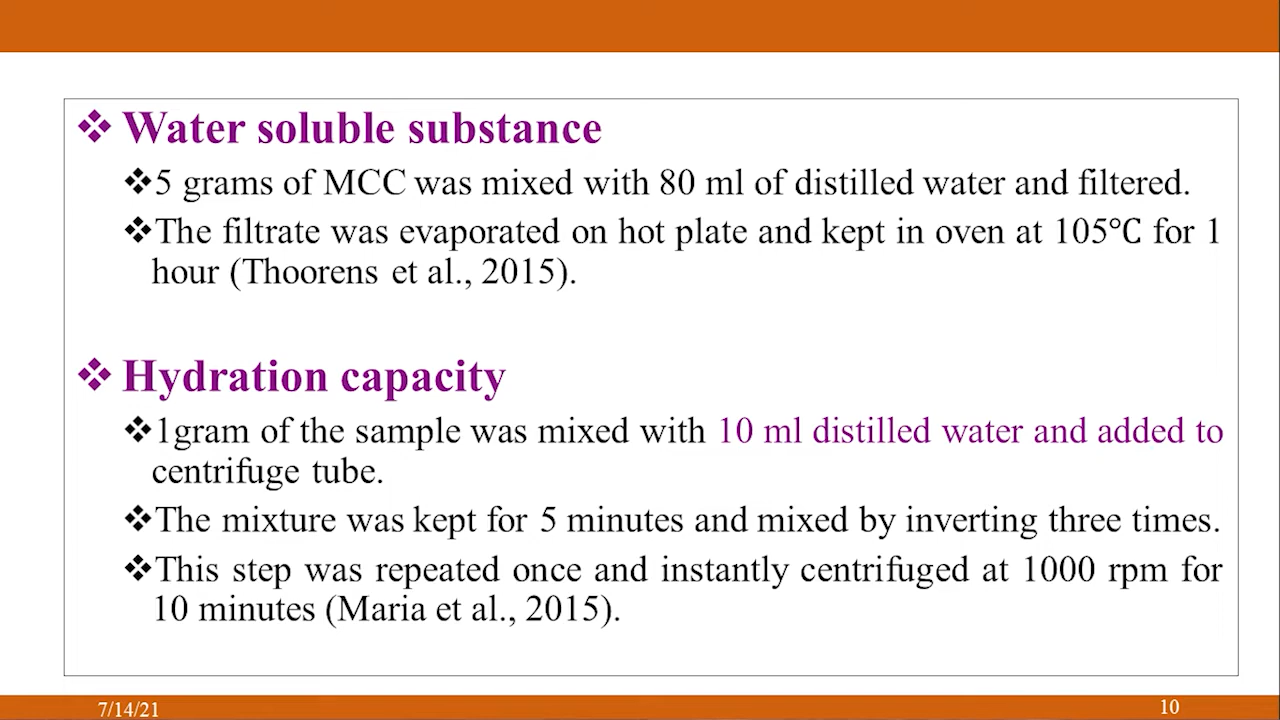 ❖ Water soluble substance
❖5 grams of MCC was mixed with 80 ml of distilled water and filtered.
❖The filtrate was evaporated on hot plate and kept in oven at 105℃ for 1
hour (Thoorens et al., 2015).
❖ Hydration capacity
❖1gram of the sample was mixed with 10 ml distilled water and added to
centrifuge tube.
❖The mixture was kept for 5 minutes and mixed by inverting three times.
❖This step was repeated once and instantly centrifuged at 1000 rpm for
10 minutes (Maria et al., 2015).
7/14/21
10